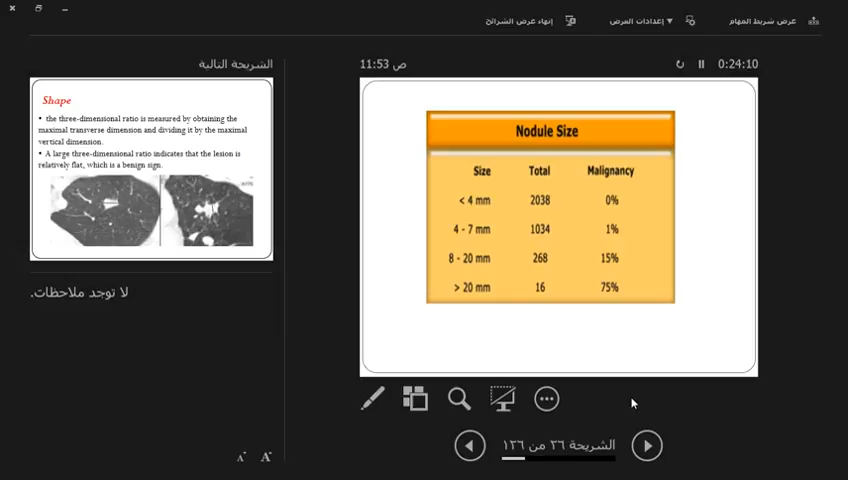 عرض شريط المهام
إعدادات العرض ▼
إنهاء عرض الشرائح
الشريحة التالية
Shape
• the three-dimensional ratio is measured by obtaining the
maximal transverse dimension and dividing it by the maximal
vertical dimension.
• A large three-dimensional ratio indicates that the lesion is
relatively flat, which is a benign sign.
لا توجد ملاحظات.
A A
0:24:10
11:53 ص
Nodule Size
Size Total Malignancy
< 4 mm 2038 0%
4 - 7 mm 1034 1%
8 - 20 mm 268 15%
> 20 mm 16 75%
الشريحة ٢٦ من ١٢٦